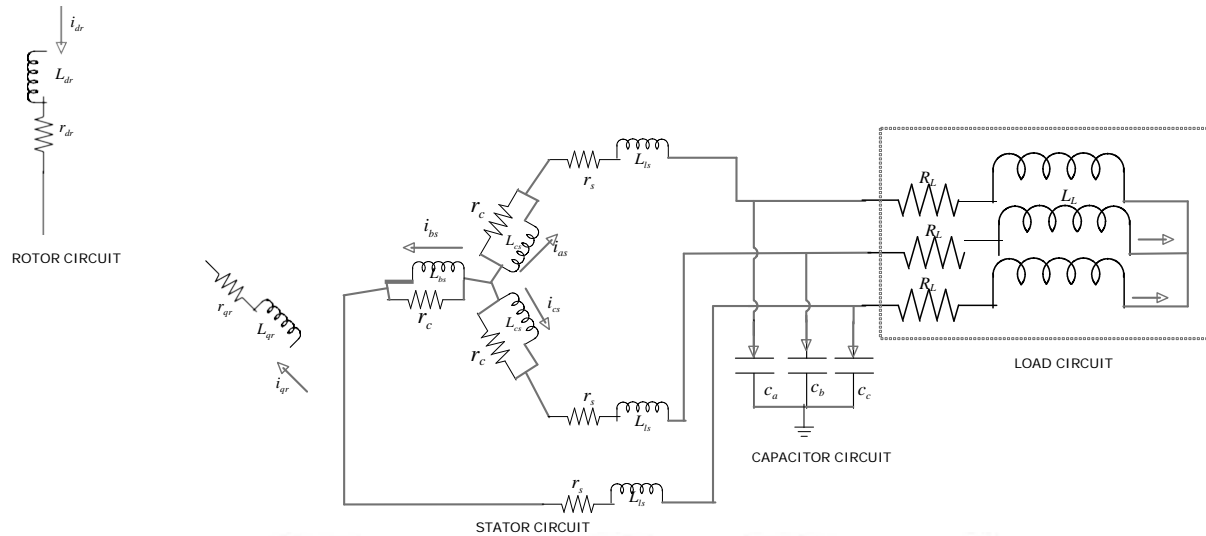 i_dr
L_dr
r_dr
ROTOR CIRCUIT
r_qr
L_qr
i_qr
i_bs
L_bs
r_c
r_c
L_cs
i_as
L_cs
i_cs
r_c
r_s
L_ls
r_s
L_ls
r_s
L_ls
STATOR CIRCUIT
c_a
c_b
c_c
CAPACITOR CIRCUIT
R_L
L_L
R_L
R_L
LOAD CIRCUIT